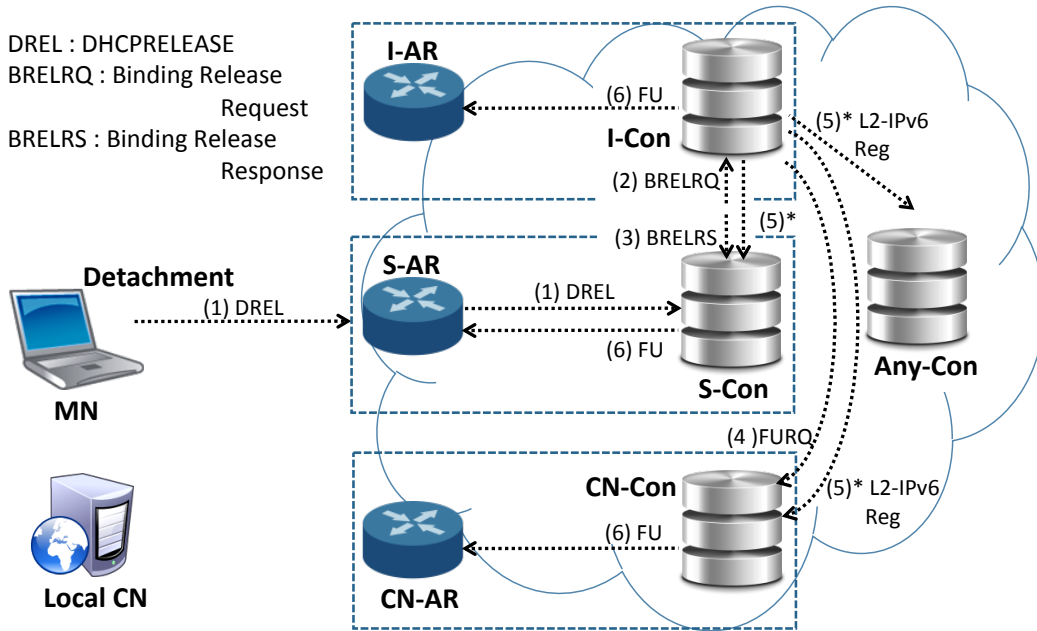 DREL : DHCPRELEASE
BRELRQ : Binding Release
Request
BRELRS : Binding Release
Response
I-AR
(6) FU
I-Con
(5)* L2-IPv6
Reg
(2) BRELRQ
(3) BRELRS
(5)*
Detachment
(1) DREL
MN
S-AR
(1) DREL
(6) FU
S-Con
Any-Con
(4 )FURQ
CN-Con
(5)* L2-IPv6
Reg
(6) FU
CN-AR
Local CN